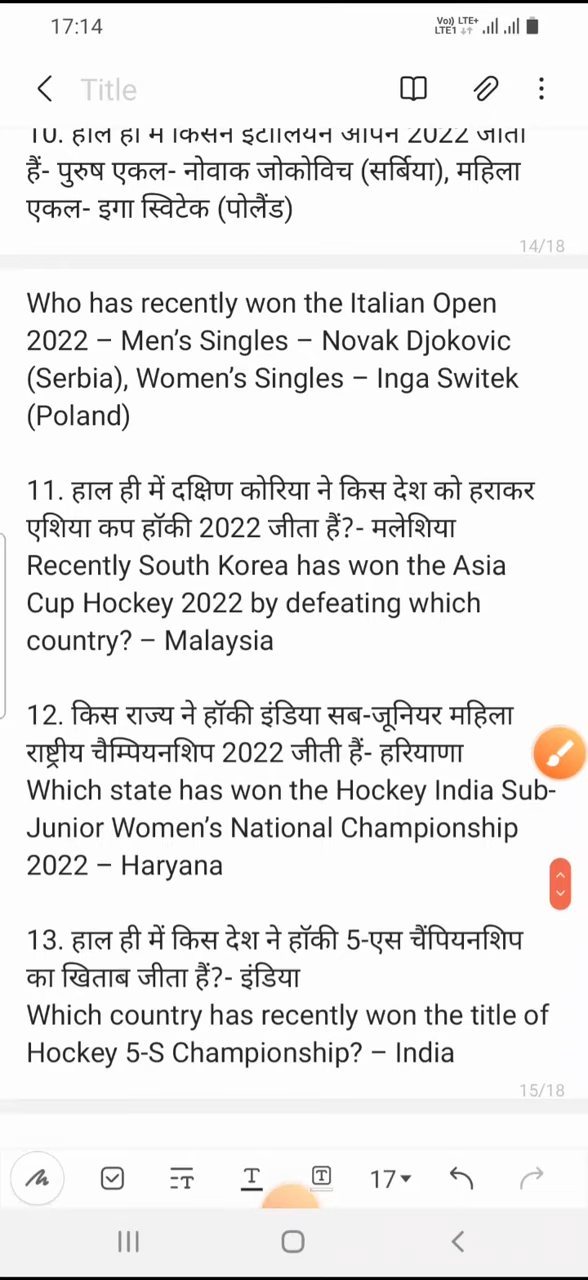 17:14
Vo)) LTE+
LTE1
Title
10. हाल ही में किसने इटालियन ओपन 2022 जीता
हैं- पुरुष एकल- नोवाक जोकोविच (सर्बिया), महिला
एकल- इगा स्विटेक (पोलैंड)
14/18
Who has recently won the Italian Open
2022 – Men's Singles – Novak Djokovic
(Serbia), Women's Singles – Inga Switek
(Poland)
11. हाल ही में दक्षिण कोरिया ने किस देश को हराकर
एशिया कप हॉकी 2022 जीता हैं?- मलेशिया
Recently South Korea has won the Asia
Cup Hockey 2022 by defeating which
country? – Malaysia
12. किस राज्य ने हॉकी इंडिया सब-जूनियर महिला
राष्ट्रीय चैम्पियनशिप 2022 जीती हैं- हरियाणा
Which state has won the Hockey India Sub-
Junior Women's National Championship
2022 – Haryana
13. हाल ही में किस देश ने हॉकी 5-एस चैंपियनशिप
का खिताब जीता हैं?- इंडिया
Which country has recently won the title of
Hockey 5-S Championship? – India
15/18
17